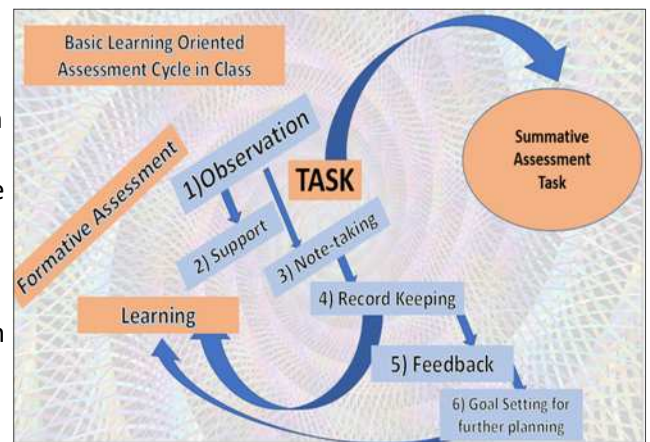 Basic Learning Oriented
Assessment Cycle in Class
Formative Assessment
1)Observation
TASK
Summative
Assessment
Task
2) Support
3) Note-taking
4) Record Keeping
Learning
5) Feedback
6) Goal Setting for
further planning